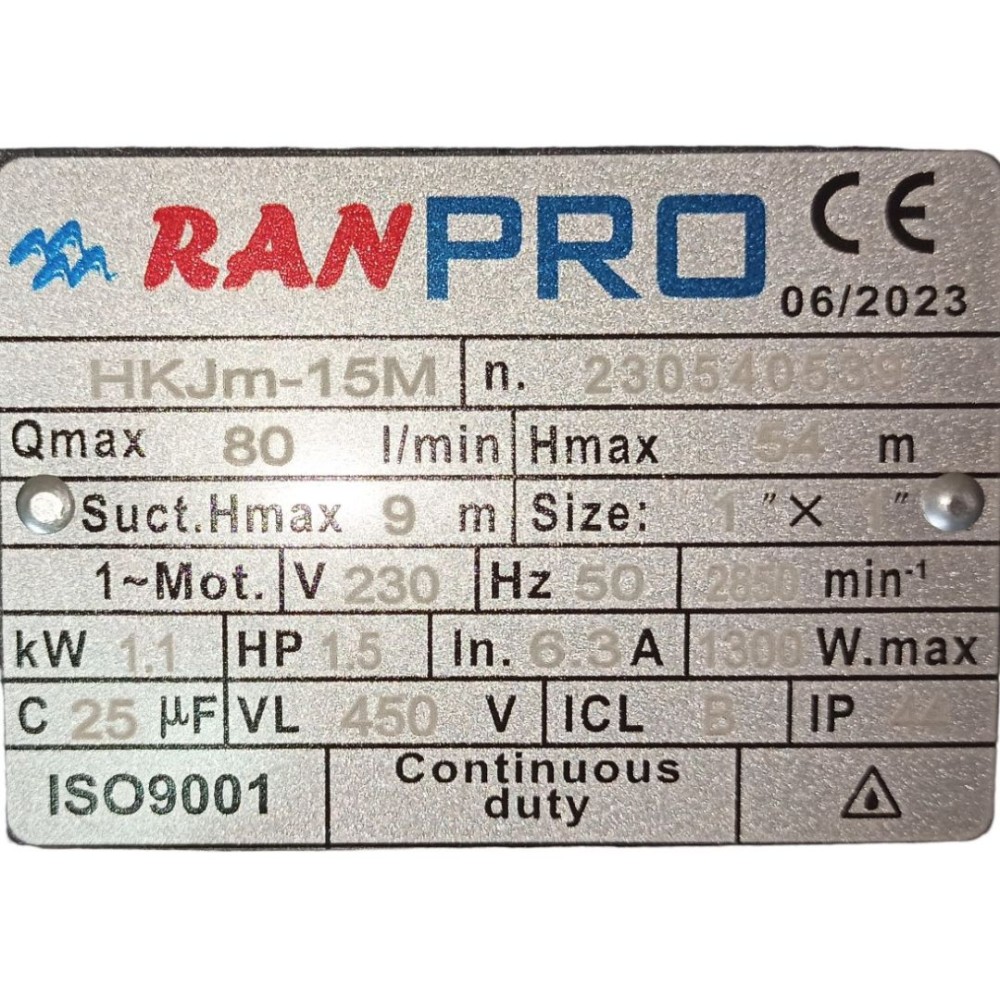 RANPRO CE
06/2023
HKJm-15M n. 230540539
Qmax 80 l/min Hmax 54 m
Suct.Hmax 9 m Size: 1"×1"
1~Mot. V 230 Hz 50 2850 min-1
kW 1.1 HP 1.5 In. 6.3 A 1300 W.max
C 25 µF VL 450 V ICL B IP 44
ISO9001 Continuous
duty